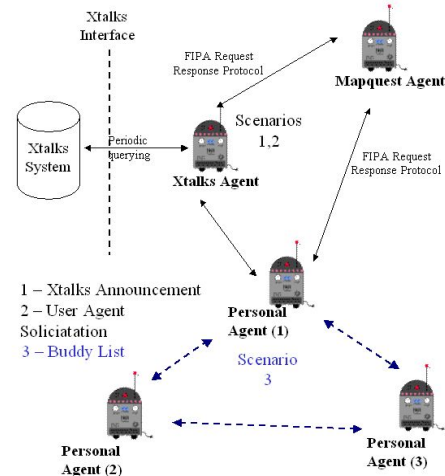 Xtalks
Interface
FIPA Request
Response Protocol
Mapquest Agent
Scenarios
1,2
Xtalks
System
Periodic
querying
Xtalks Agent
FIPA Request
Response Protocol
1 – Xtalks Announcement
2 – User Agent
Soliciatation
3 – Buddy List
Personal
Agent (1)
Scenario
3
Personal
Agent (2)
Personal
Agent (3)